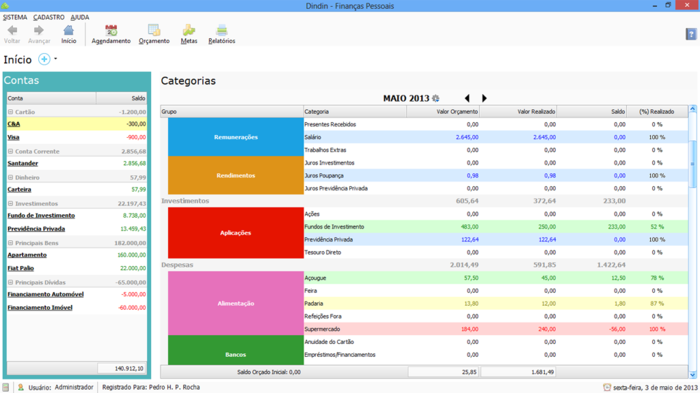 Dindin - Finanças Pessoais
SISTEMA CADASTRO AJUDA
Voltar Avançar Início Agendamento Orçamento Metas Relatórios
Início
Contas
Conta Saldo
Cartão -1.200,00
C&A -300,00
Visa -900,00
Conta Corrente 2.856,68
Santander 2.856,68
Dinheiro 57,99
Carteira 57,99
Investimentos 22.197,43
Fundo de Investimento 8.738,00
Previdência Privada 13.459,43
Principais Bens 182.000,00
Apartamento 160.000,00
Fiat Palio 22.000,00
Principais Dívidas -65.000,00
Financiamento Automóvel -5.000,00
Financiamento Imóvel -60.000,00
140.912,10
Categorias
MAIO 2013
Grupo Categoria Valor Orçamento Valor Realizado Saldo (%) Realizado
Presentes Recebidos 0,00 0,00 0,00 0 %
Remunerações Salário 2.645,00 2.645,00 0,00 100 %
Trabalhos Extras 0,00 0,00 0,00 0 %
Juros Investimentos 0,00 0,00 0,00 0 %
Rendimentos Juros Poupança 0,98 0,98 0,00 100 %
Juros Previdência Privada 0,00 0,00 0,00 0 %
Investimentos 605,64 372,64 233,00
Ações 0,00 0,00 0,00 0 %
Aplicações Fundos de Investimento 483,00 250,00 233,00 52 %
Previdência Privada 122,64 122,64 0,00 100 %
Tesouro Direto 0,00 0,00 0,00 0 %
Despesas 2.014,49 591,85 1.422,64
Açougue 57,50 45,00 12,50 78 %
Feira 0,00 0,00 0,00 0 %
Alimentação Padaria 13,80 12,00 1,80 87 %
Refeições Fora 0,00 0,00 0,00 0 %
Supermercado 184,00 240,00 -56,00 100 %
Anuidade do Cartão 0,00 0,00 0,00 0 %
Bancos Empréstimos/Financiamentos 0,00 0,00 0,00 0 %
Saldo Orçado Inicial: 0,00 25,85 1.681,49
Usuário: Administrador Registrado Para: Pedro H. P. Rocha sexta-feira, 3 de maio de 2013